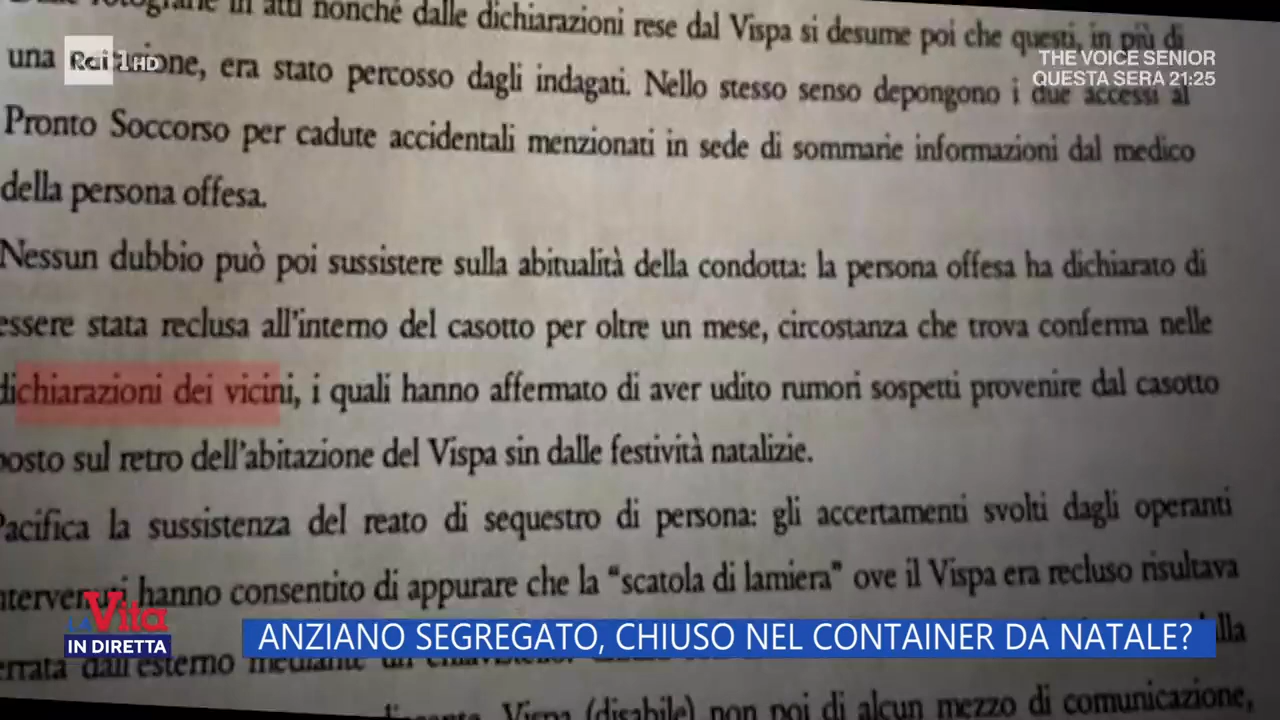 fotografie in atti nonché dalle dichiarazioni rese dal Vispa si desume poi che questi, in più di
una occasione, era stato percosso dagli indagati. Nello stesso senso depongono i due accessi al
Rai 1 HD
THE VOICE SENIOR
QUESTA SERA 21:25
Pronto Soccorso per cadute accidentali menzionati in sede di sommarie informazioni dal medico
della persona offesa.
Nessun dubbio può poi sussistere sulla abitualità della condotta: la persona offesa ha dichiarato di
essere stata reclusa all'interno del casotto per oltre un mese, circostanza che trova conferma nelle
dichiarazioni dei vicini, i quali hanno affermato di aver udito rumori sospetti provenire dal casotto
posto sul retro dell'abitazione del Vispa sin dalle festività natalizie.
Pacifica la sussistenza del reato di sequestro di persona: gli accertamenti svolti dagli operanti
ntervenuti hanno consentito di appurare che la "scatola di lamiera" ove il Vispa era recluso risultava
errata dall'esterno mediante un
LA Vita
IN DIRETTA
ANZIANO SEGREGATO, CHIUSO NEL CONTAINER DA NATALE?
Vispa (disabile) non poi di alcun mezzo di comunicazione,